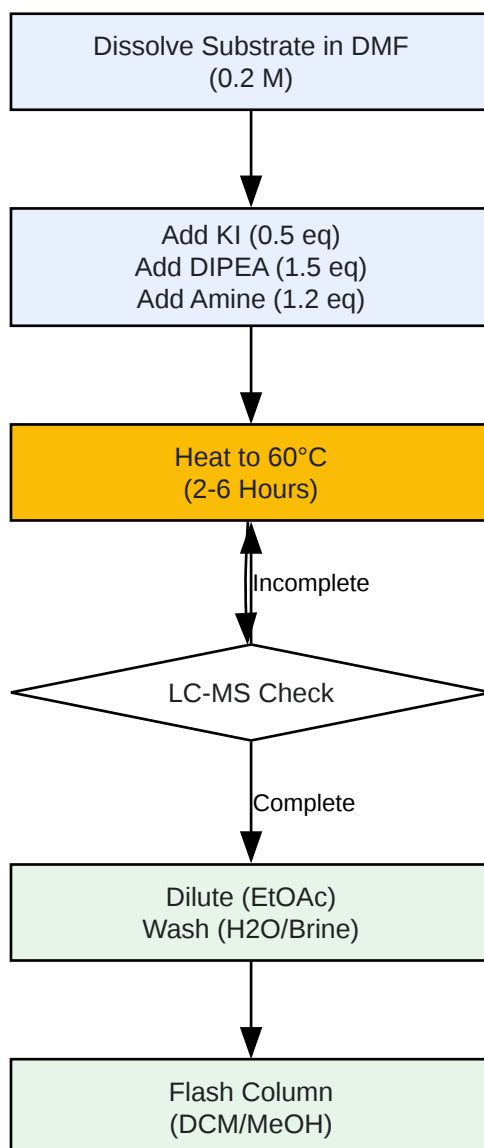 Dissolve Substrate in DMF
(0.2 M)
Add KI (0.5 eq)
Add DIPEA (1.5 eq)
Add Amine (1.2 eq)
Heat to 60°C
(2-6 Hours)
Incomplete
LC-MS Check
Complete
Dilute (EtOAc)
Wash (H2O/Brine)
Flash Column
(DCM/MeOH)